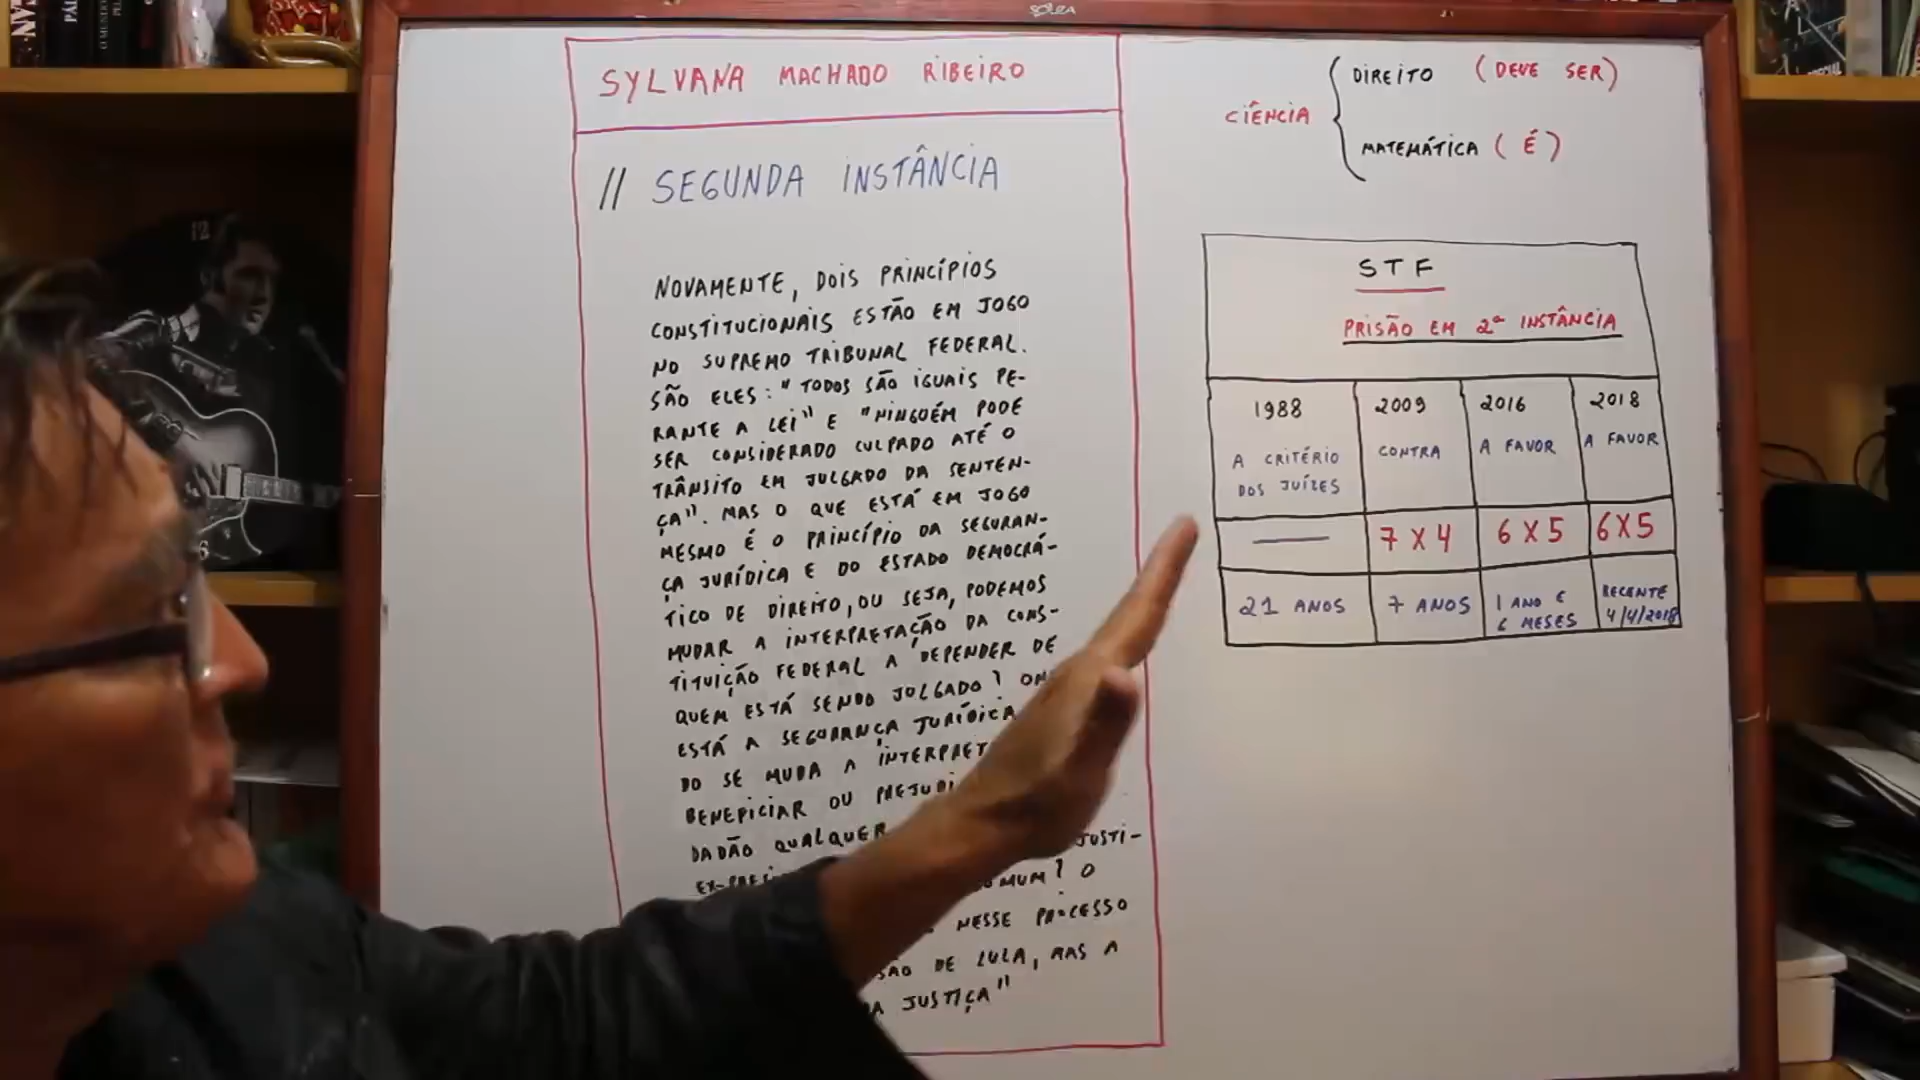 SOUZA
SYLVANA MACHADO RIBEIRO
// SEGUNDA INSTÂNCIA
NOVAMENTE, DOIS PRINCÍPIOS
CONSTITUCIONAIS ESTÃO EM JOGO
NO SUPREMO TRIBUNAL FEDERAL.
SÃO ELES: "TODOS SÃO IGUAIS PE-
RANTE A LEI" E "NINGUÉM PODE
SER CONSIDERADO CULPADO ATÉ O
TRÂNSITO EM JULGADO DA SENTEN-
ÇA". MAS O QUE ESTÁ EM JOGO
MESMO É O PRINCÍPIO DA SEGURAN-
ÇA JURÍDICA E DO ESTADO DEMOCRÁ-
TICO DE DIREITO, OU SEJA, PODEMOS
MUDAR A INTERPRETAÇÃO DA CONS-
TITUIÇÃO FEDERAL A DEPENDER DE
QUEM ESTÁ SENDO JULGADO?
ESTÁ A SEGURANÇA JURÍDICA
DO SE MUDA A
BENEFICIAR OU
DADÃO QUALQUER JUSTI-
O
NESSE PROCESSO
DE LULA, MAS A
JUSTIÇA"
CIÊNCIA
DIREITO (DEVE SER)
MATEMÁTICA (É)
STF
PRISÃO EM 2ª INSTÂNCIA
1988 2009 2016 2018
A CRITÉRIO CONTRA A FAVOR A FAVOR
DOS JUÍZES
7 X 4 6 X 5 6X5
21 ANOS 7 ANOS 1 ANO E RECENTE
6 MESES 4/4/2018